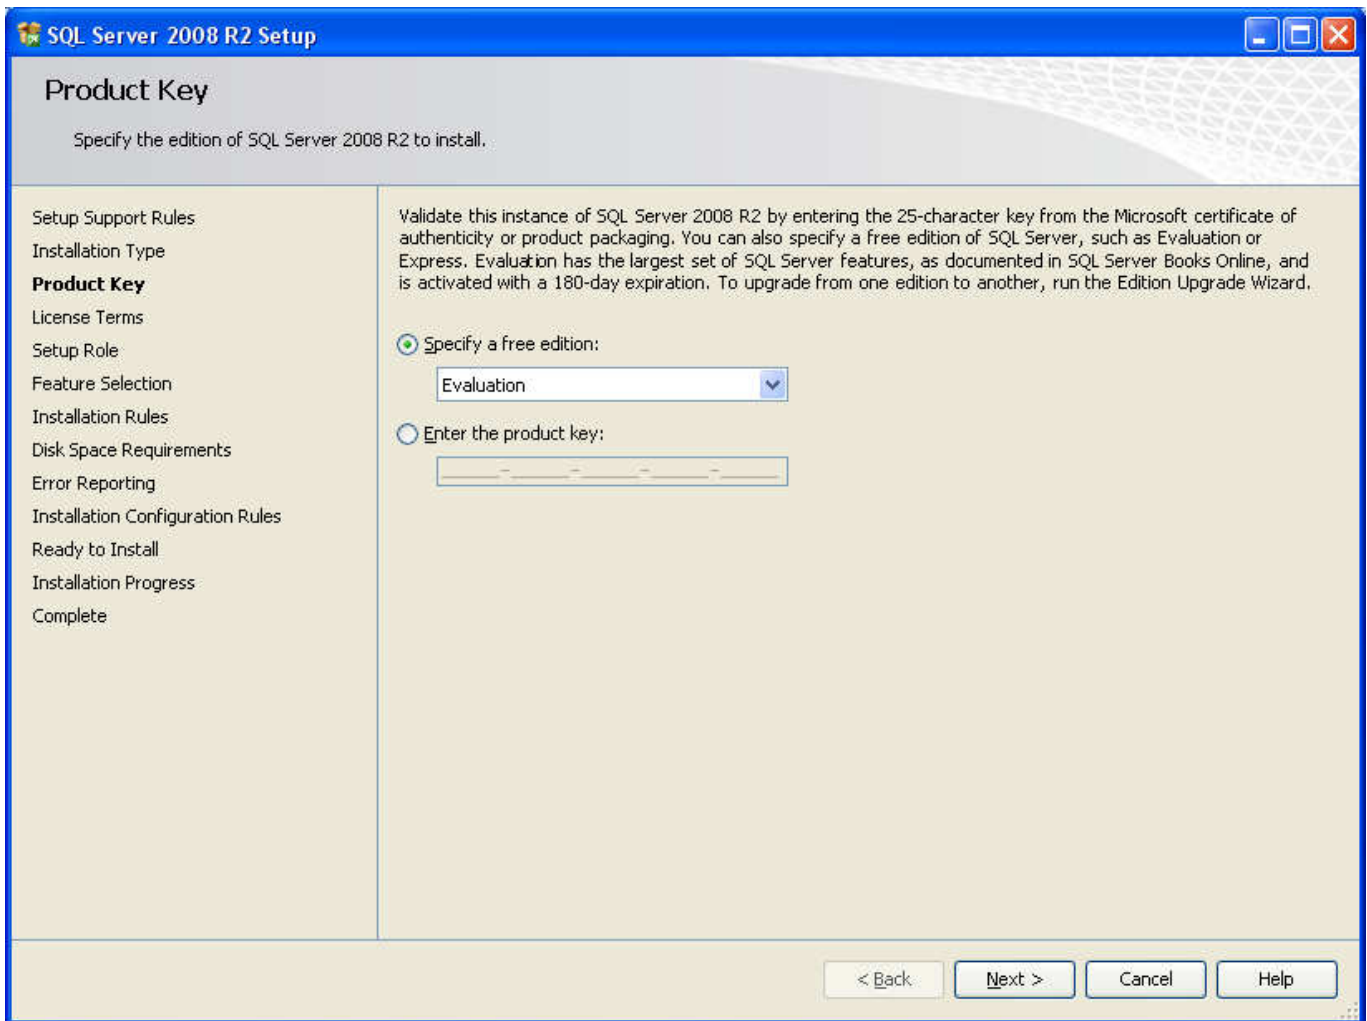 SQL Server 2008 R2 Setup
Product Key
Specify the edition of SQL Server 2008 R2 to install.
Setup Support Rules
Installation Type
Product Key
License Terms
Setup Role
Feature Selection
Installation Rules
Disk Space Requirements
Error Reporting
Installation Configuration Rules
Ready to Install
Installation Progress
Complete
Validate this instance of SQL Server 2008 R2 by entering the 25-character key from the Microsoft certificate of
authenticity or product packaging. You can also specify a free edition of SQL Server, such as Evaluation or
Express. Evaluation has the largest set of SQL Server features, as documented in SQL Server Books Online, and
is activated with a 180-day expiration. To upgrade from one edition to another, run the Edition Upgrade Wizard.
Specify a free edition:
Evaluation
Enter the product key:
_____-_____-_____-_____-_____
< Back
Next >
Cancel
Help